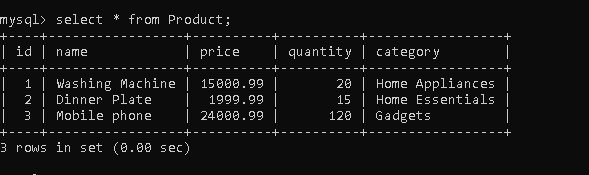 mysql> select * from Product;
+----+-----------------+----------+----------+-----------------+
| id | name            | price    | quantity | category        |
+----+-----------------+----------+----------+-----------------+
|  1 | Washing Machine | 15000.99 |       20 | Home Appliances |
|  2 | Dinner Plate    |  1999.99 |       15 | Home Essentials |
|  3 | Mobile phone    | 24000.99 |      120 | Gadgets         |
+----+-----------------+----------+----------+-----------------+
3 rows in set (0.00 sec)